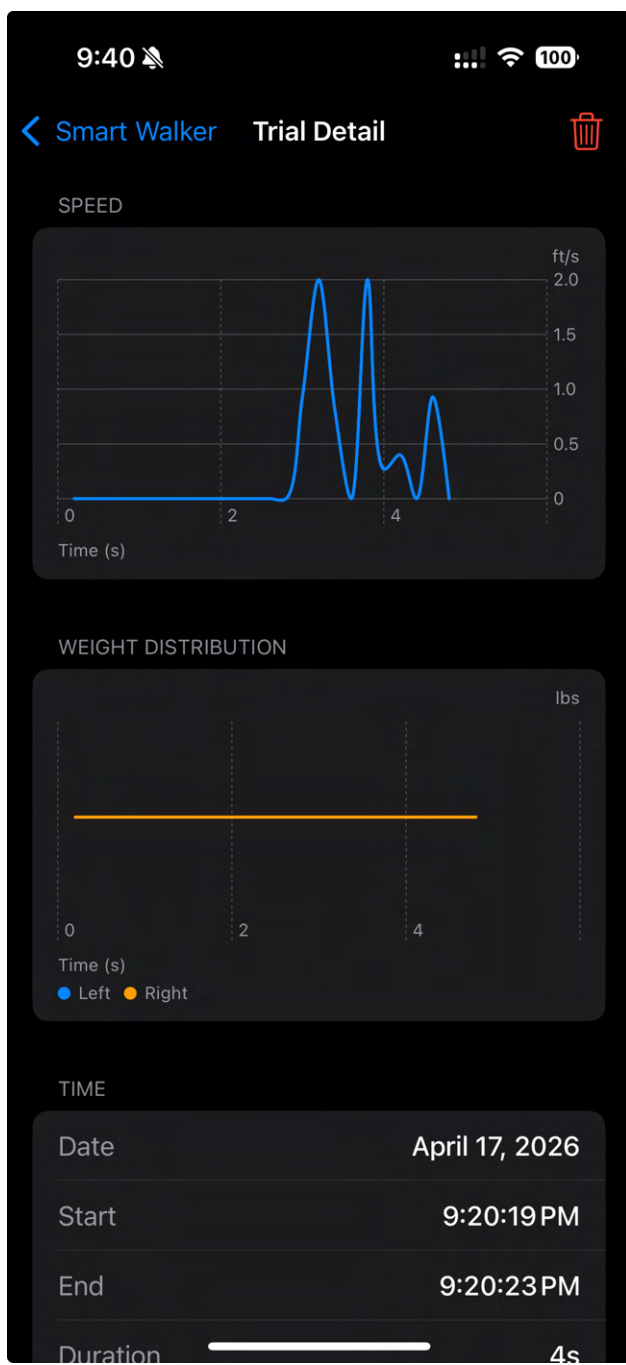 9:40 100
Smart Walker Trial Detail
SPEED
ft/s
2.0
1.5
1.0
0.5
0
0 2 4
Time (s)
WEIGHT DISTRIBUTION
lbs
0 2 4
Time (s)
Left Right
TIME
Date April 17, 2026
Start 9:20:19 PM
End 9:20:23 PM
Duration 4s